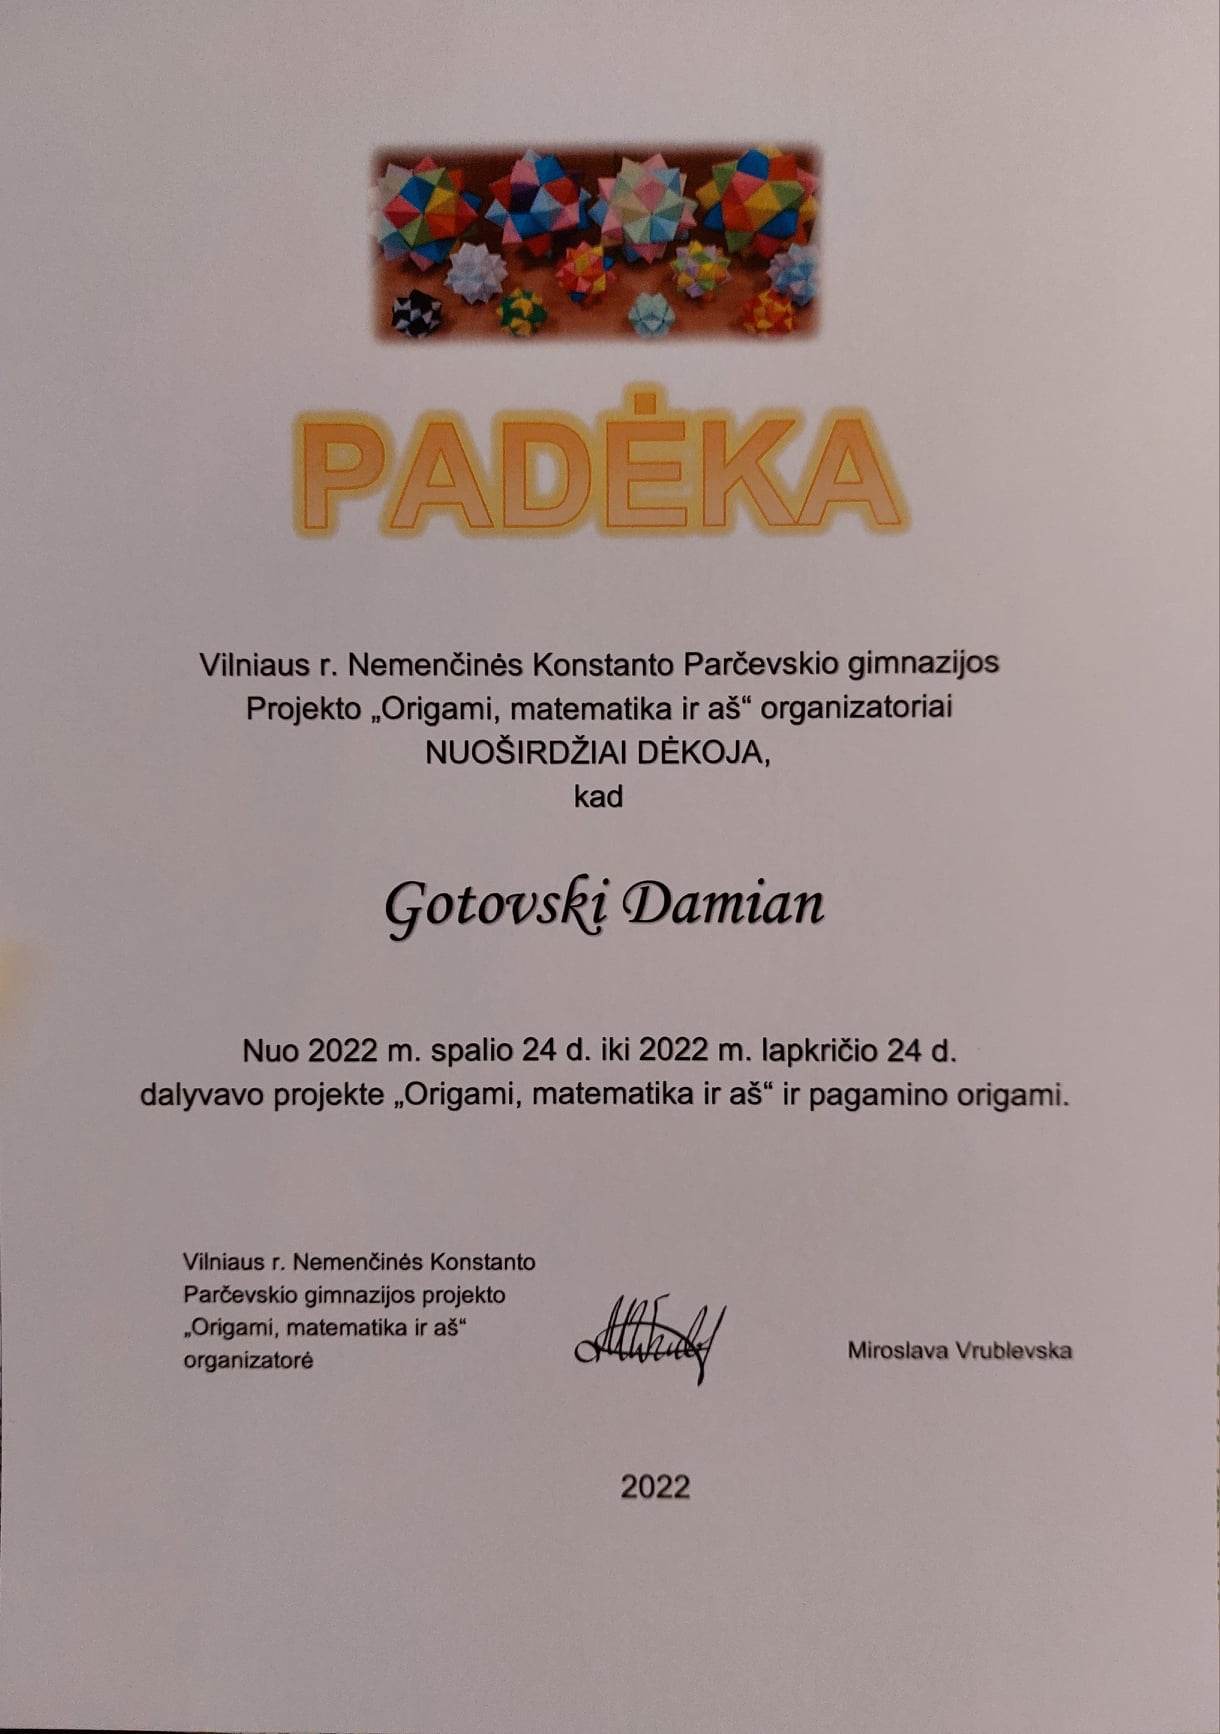 PADĖKA
Vilniaus r. Nemenčinės Konstanto Parčevskio gimnazijos
Projekto „Origami, matematika ir aš“ organizatoriai
NUOŠIRDŽIAI DĖKOJA,
kad
Gotovskį Damian
Nuo 2022 m. spalio 24 d. iki 2022 m. lapkričio 24 d.
dalyvavo projekte „Origami, matematika ir aš“ ir pagamino origami.
Vilniaus r. Nemenčinės Konstanto
Parčevskio gimnazijos projekto
„Origami, matematika ir aš“
organizatorė
Miroslava Vrublevska
2022